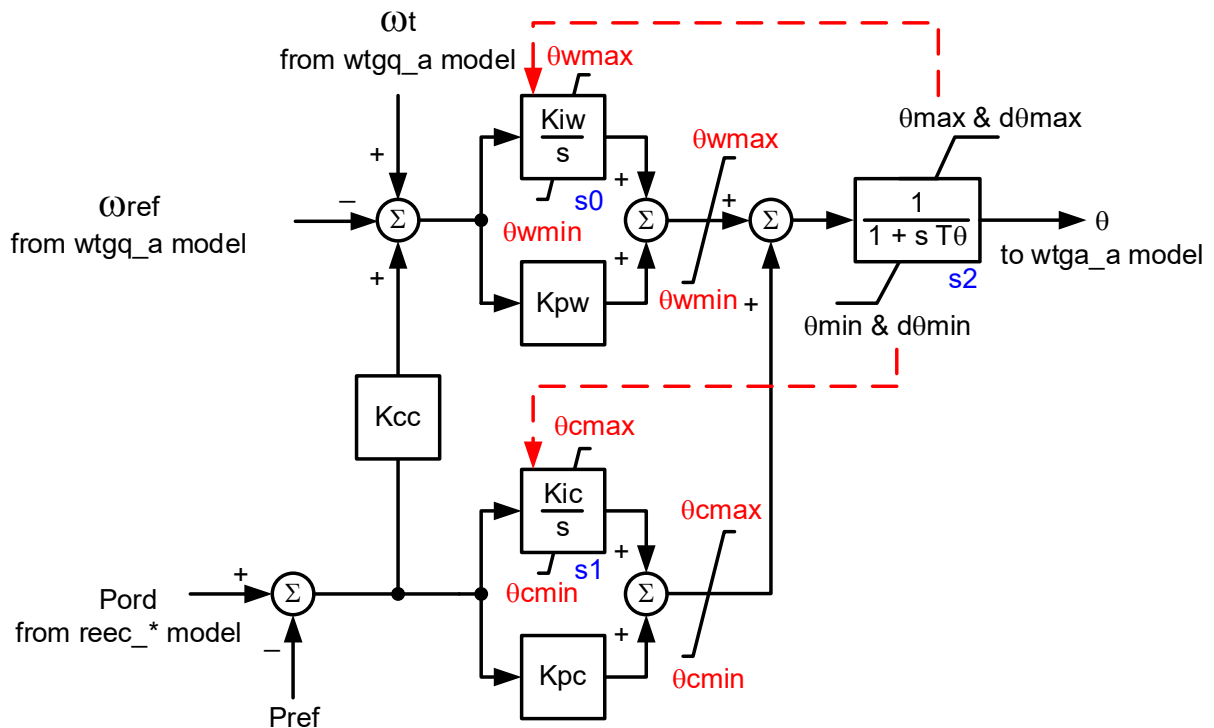 ωt
from wtgq_a model
ωref
from wtgq_a model
+
−
+
Σ
θwmax
Kiw
s
s0
θwmin
Kpw
+
+
Σ
θwmax
θwmin
+
+
Σ
θmax & dθmax
1
1 + s Tθ
s2
θmin & dθmin
θ
to wtga_a model
Kcc
θcmax
Kic
s
s1
θcmin
Kpc
+
+
Σ
θcmax
θcmin
Pord
from reec_* model
+
−
Σ
Pref